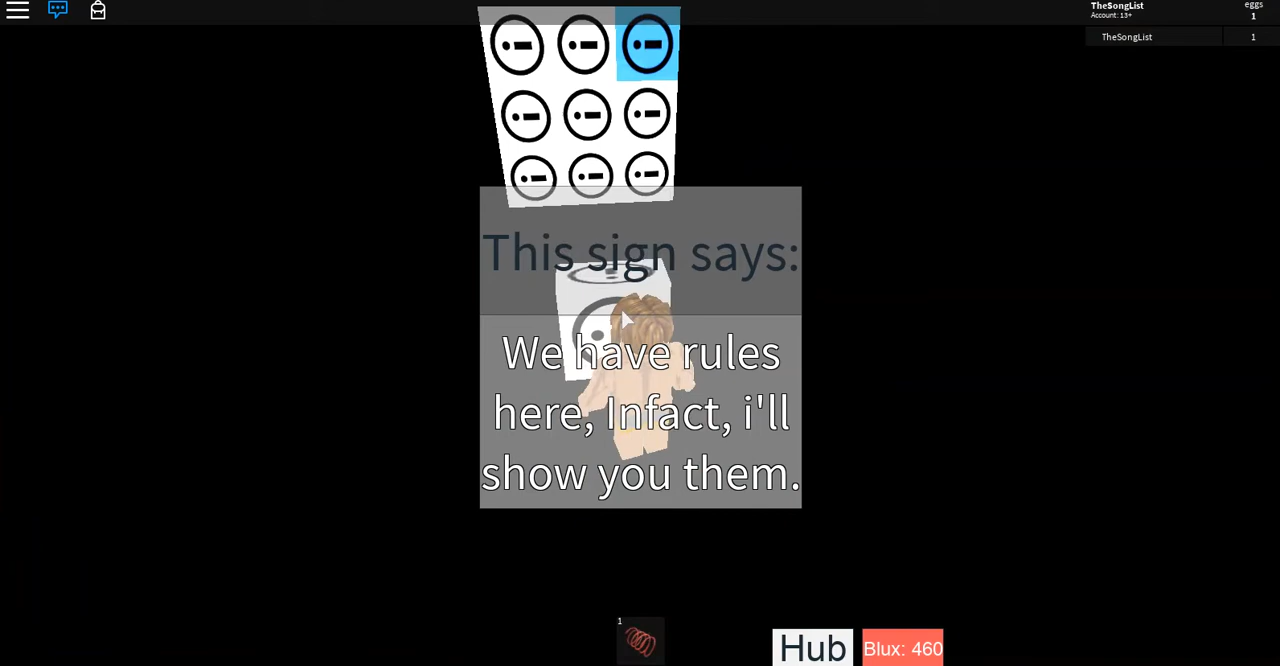 TheSongList
Account: 13+
eggs
1
TheSongList
1
This sign says:
We have rules
here, Infact, i'll
show you them.
1
Hub
Blux: 460